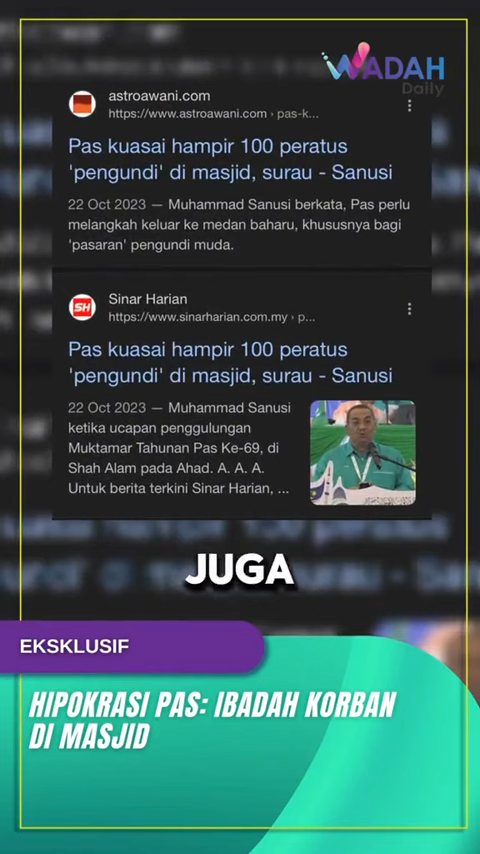 WADAH
Daily
astroawani.com
https://www.astroawani.com › pas-k...
Pas kuasai hampir 100 peratus
'pengundi' di masjid, surau - Sanusi
22 Oct 2023 — Muhammad Sanusi berkata, Pas perlu
melangkah keluar ke medan baharu, khususnya bagi
'pasaran' pengundi muda.
SH
Sinar Harian
https://www.sinarharian.com.my › p...
Pas kuasai hampir 100 peratus
'pengundi' di masjid, surau - Sanusi
22 Oct 2023 — Muhammad Sanusi
ketika ucapan penggulungan
Muktamar Tahunan Pas Ke-69, di
Shah Alam pada Ahad. A. A. A.
Untuk berita terkini Sinar Harian, ...
JUGA
EKSKLUSIF
HIPOKRASI PAS: IBADAH KORBAN
DI MASJID